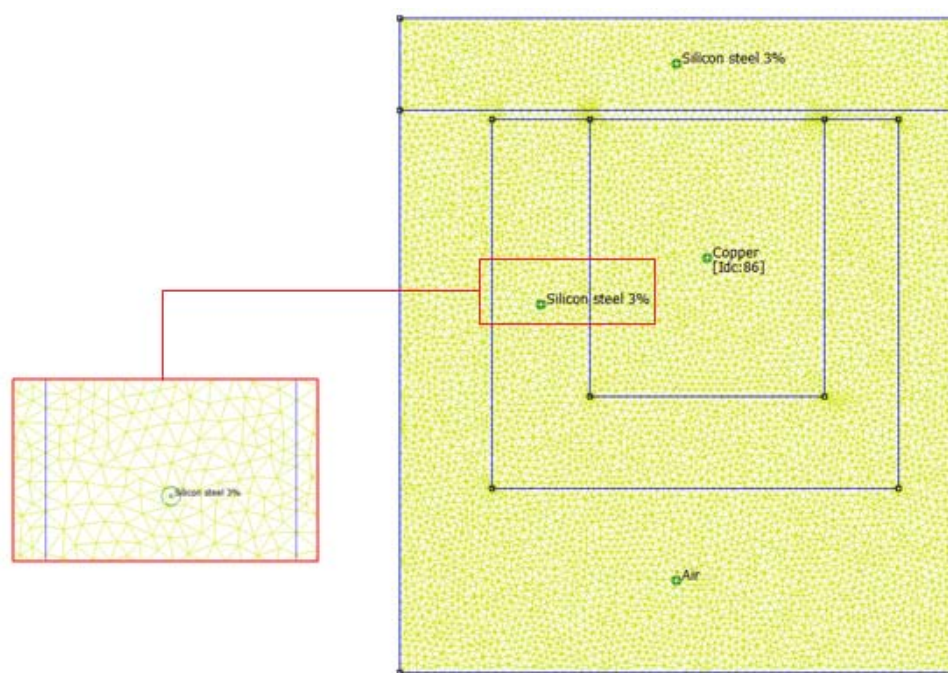 Silicon steel 3%
Copper
[Idc:86]
Silicon steel 3%
Silicon steel 3%
Air